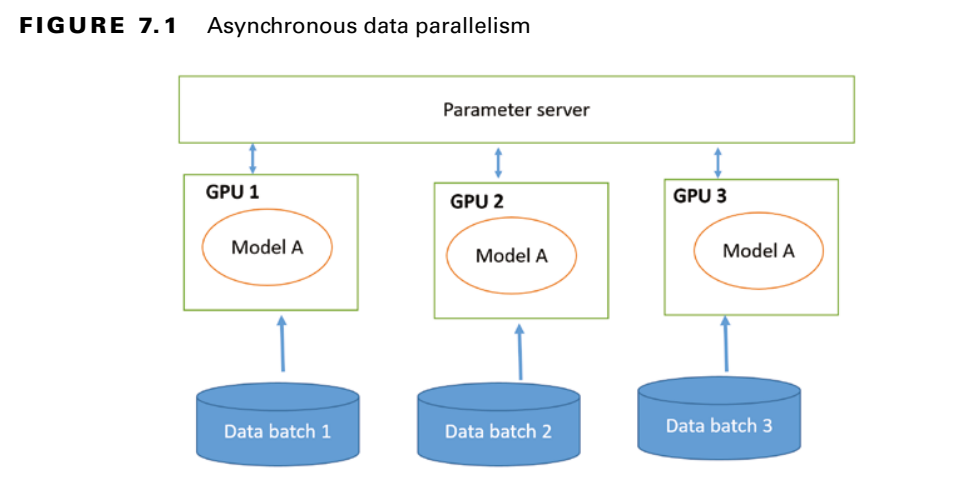 FIGURE 7.1 Asynchronous data parallelism
Parameter server
GPU 1
Model A
GPU 2
Model A
GPU 3
Model A
Data batch 1
Data batch 2
Data batch 3